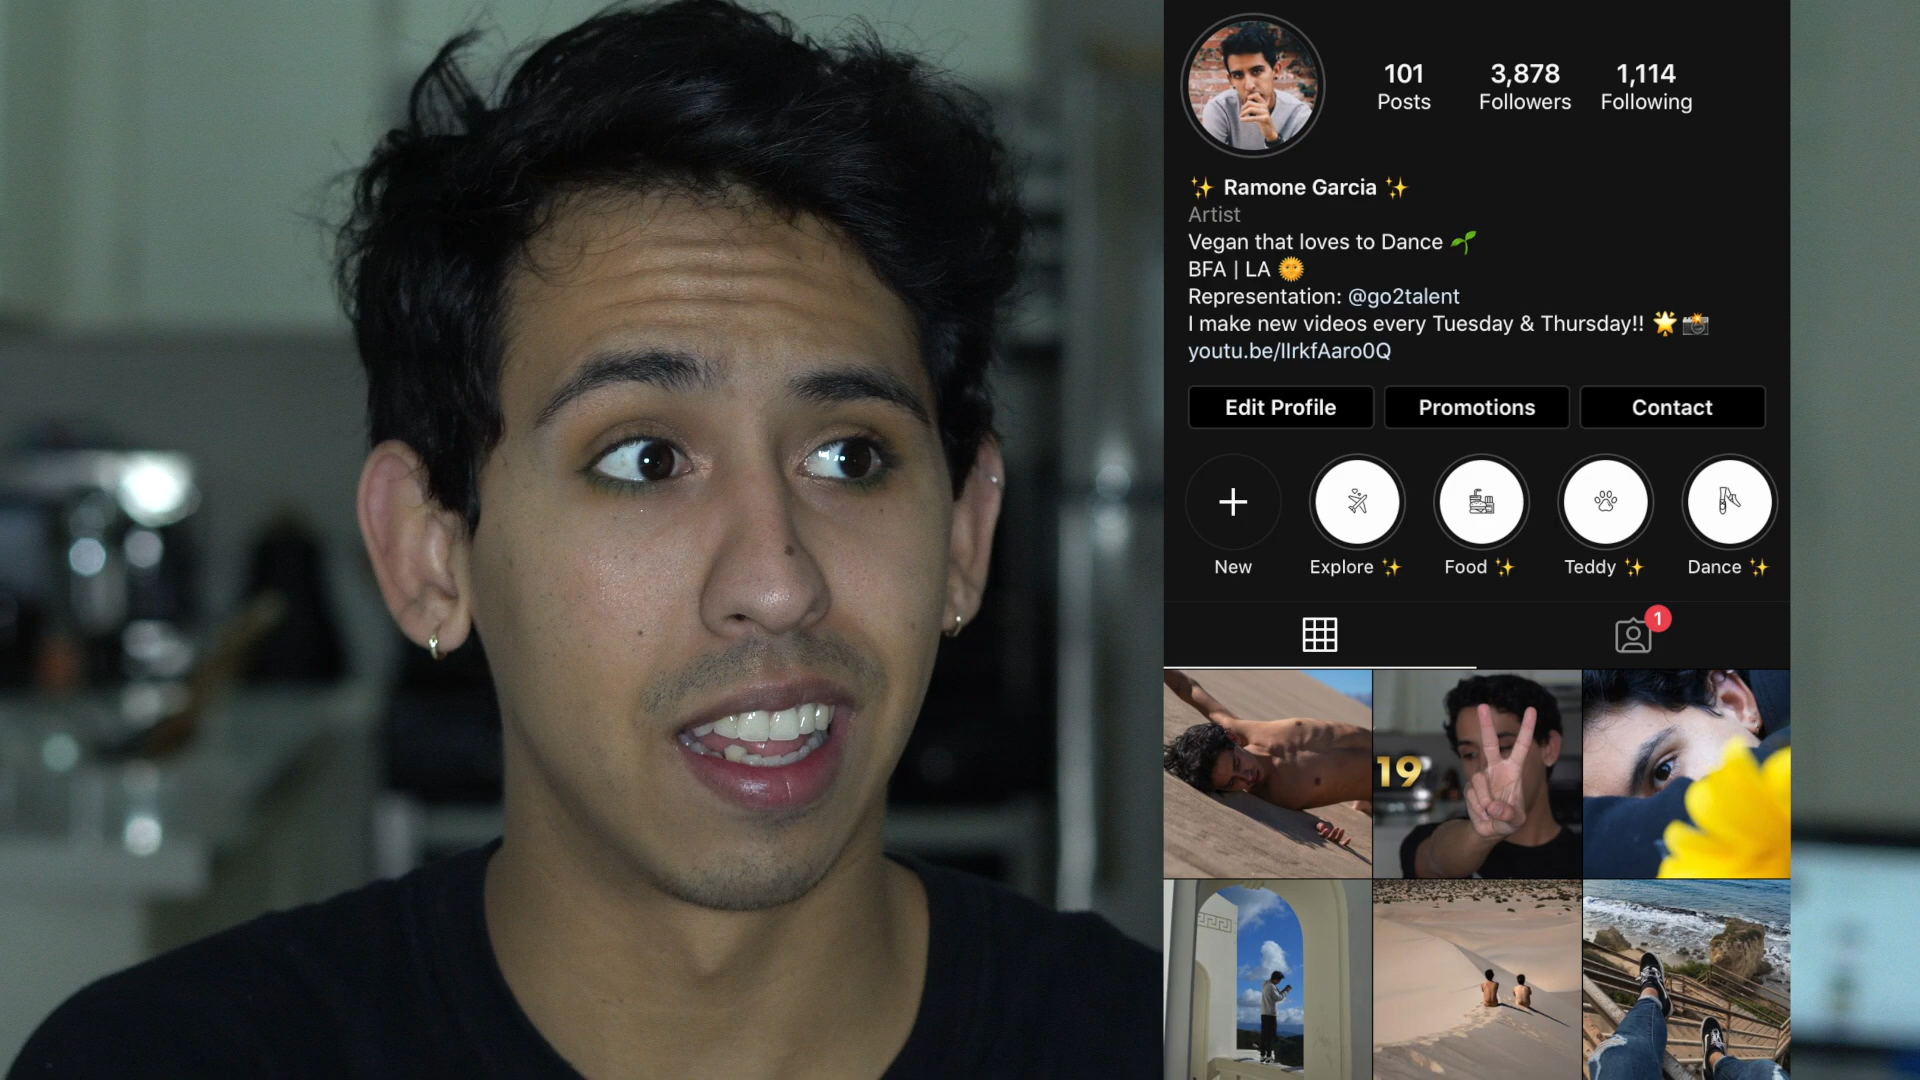 101 3,878 1,114
Posts Followers Following
✨ Ramone Garcia ✨
Artist
Vegan that loves to Dance 🌱
BFA | LA 🌞
Representation: @go2talent
I make new videos every Tuesday & Thursday!! 🌟📸
youtu.be/llrkfAaro0Q
Edit Profile Promotions Contact
New Explore ✨ Food ✨ Teddy ✨ Dance ✨
1
19